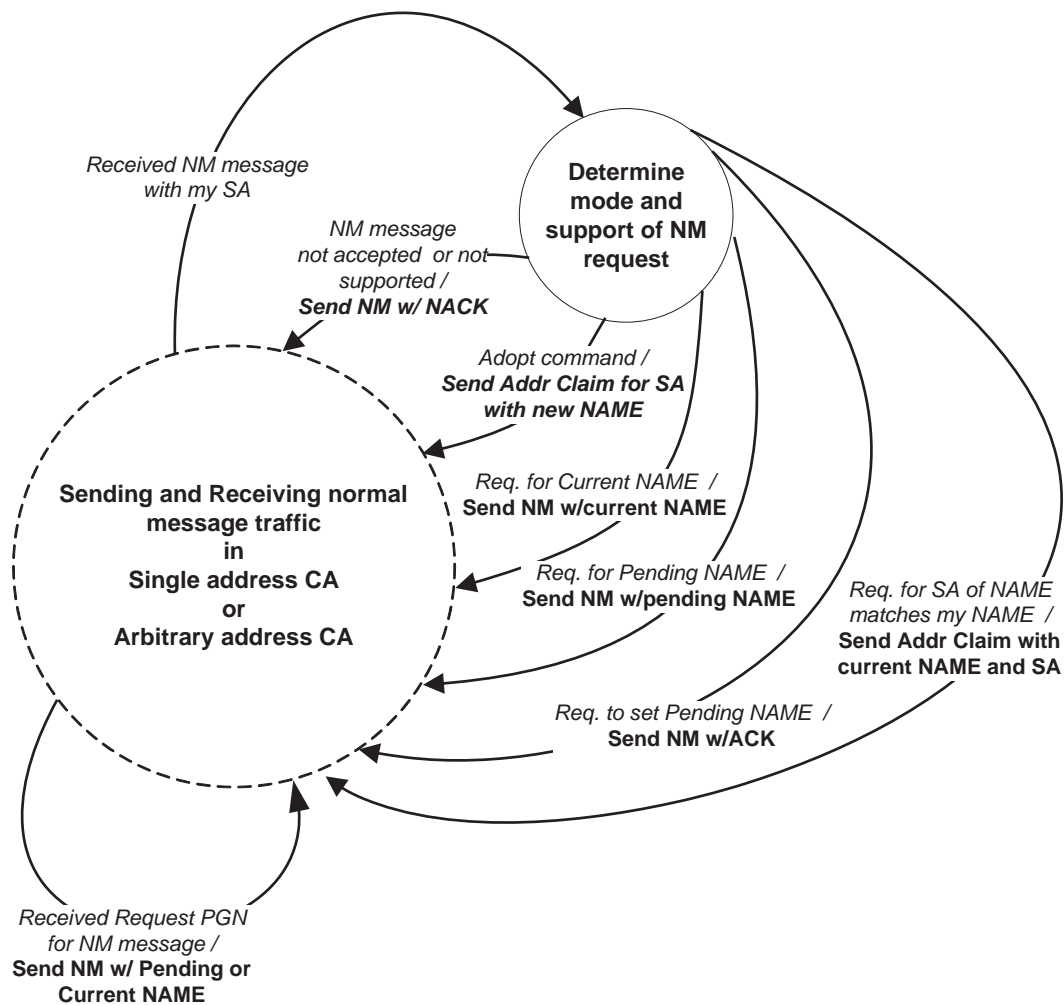 Received NM message
with my SA
Determine
mode and
support of NM
request
NM message
not accepted or not
supported /
Send NM w/ NACK
Adopt command /
Send Addr Claim for SA
with new NAME
Sending and Receiving normal
message traffic
in
Single address CA
or
Arbitrary address CA
Req. for Current NAME /
Send NM w/current NAME
Req. for Pending NAME /
Send NM w/pending NAME
Req. for SA of NAME
matches my NAME /
Send Addr Claim with
current NAME and SA
Req. to set Pending NAME /
Send NM w/ACK
Received Request PGN
for NM message /
Send NM w/ Pending or
Current NAME